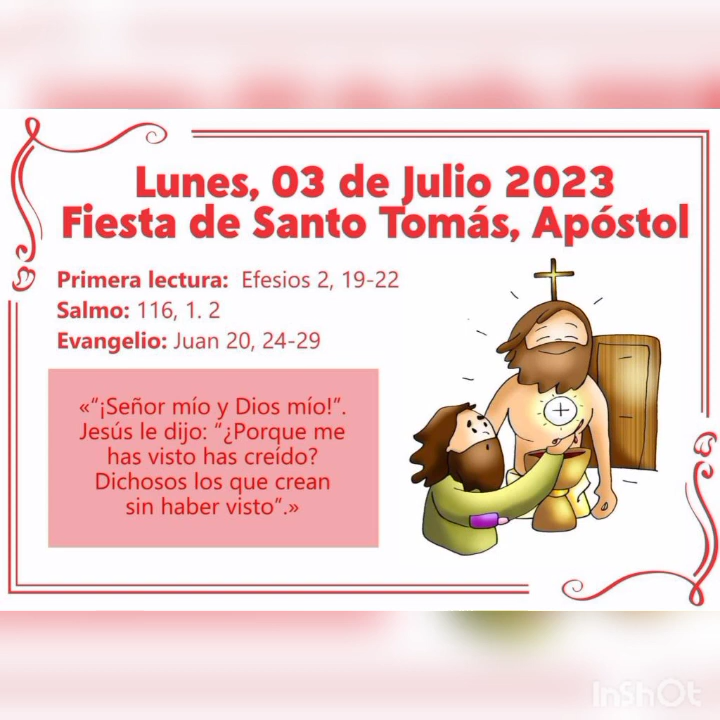 Lunes, 03 de Julio 2023
Fiesta de Santo Tomás, Apóstol
Primera lectura: Efesios 2, 19-22
Salmo: 116, 1. 2
Evangelio: Juan 20, 24-29
«“¡Señor mío y Dios mío!”.
Jesús le dijo: “¿Porque me
has visto has creído?
Dichosos los que crean
sin haber visto”.»
InShOt